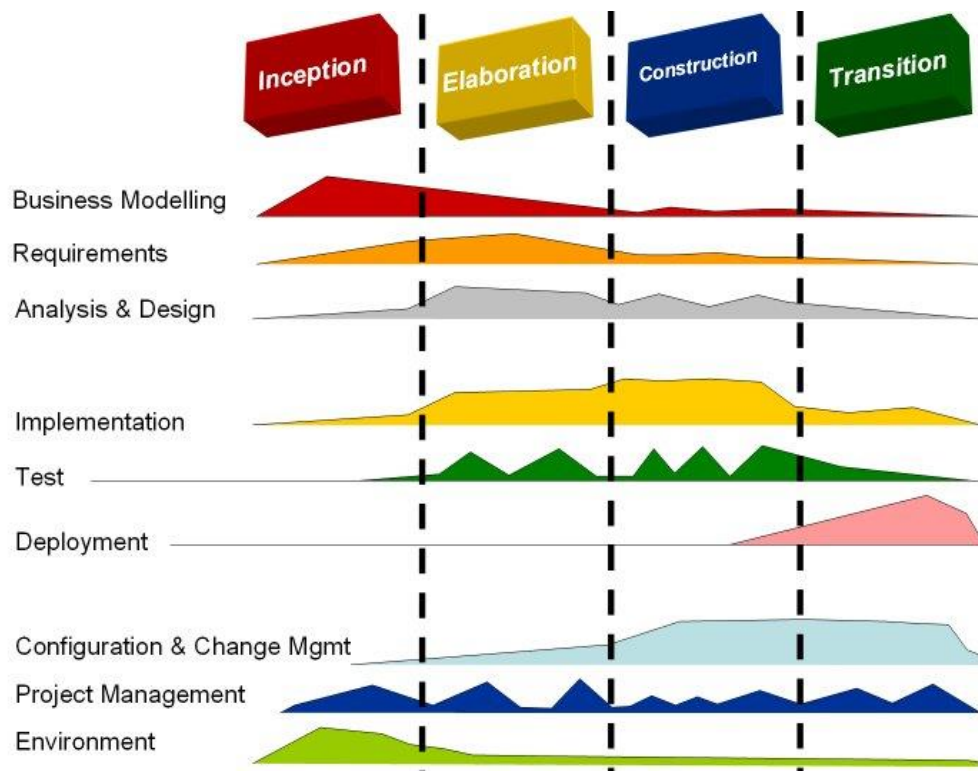 Inception
Elaboration
Construction
Transition
Business Modelling
Requirements
Analysis & Design
Implementation
Test
Deployment
Configuration & Change Mgmt
Project Management
Environment